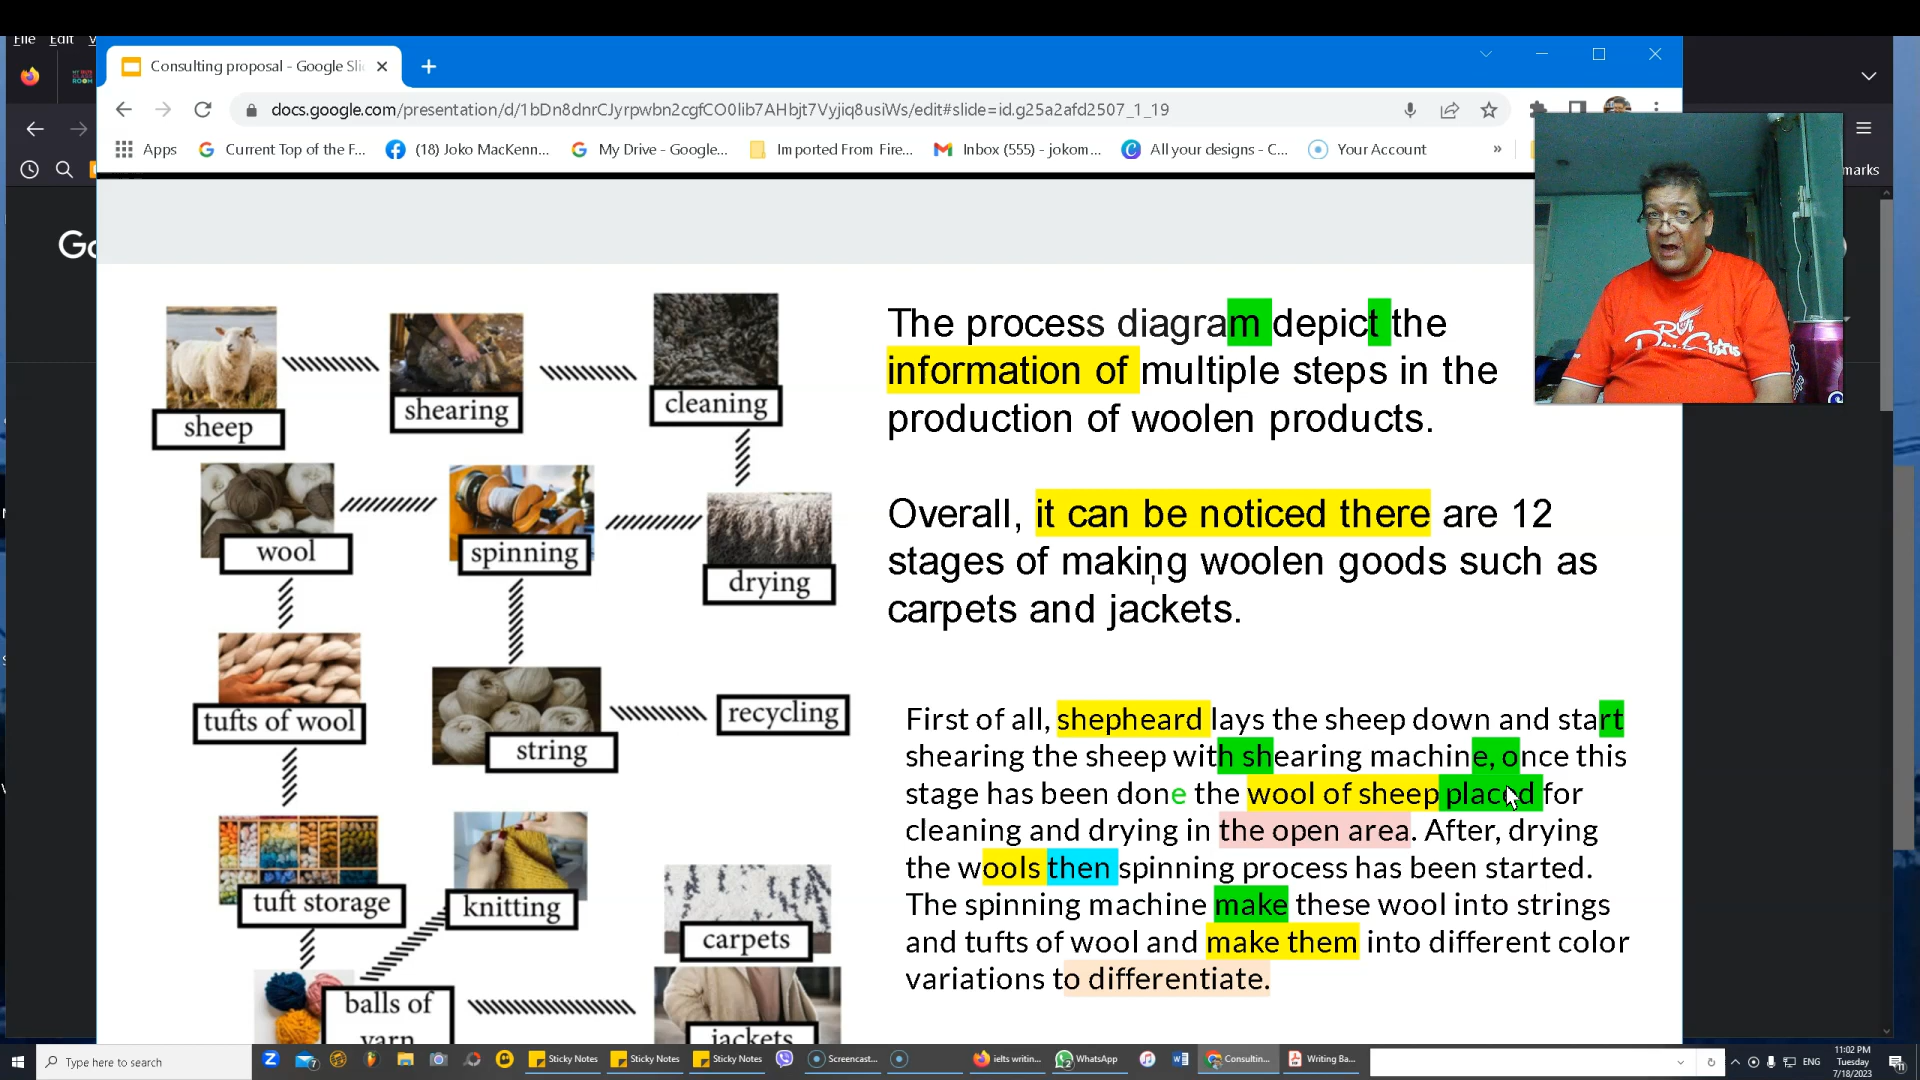 File Edit
Consulting proposal - Google Sli
docs.google.com/presentation/d/1bDn8dnrCJyrpwbn2cgfCO0lib7AHbjt7Vyjiq8usiWs/edit#slide=id.g25a2afd2507_1_19
Apps Current Top of the F... (18) Joko MacKenn... My Drive - Google... Imported From Fire... Inbox (555) - jokom... All your designs - C... Your Account »
marks
Go
sheep
shearing
cleaning
wool
spinning
drying
tufts of wool
string
recycling
tuft storage
knitting
carpets
balls of
yarn
jackets
The process diagram depict the
information of multiple steps in the
production of woolen products.
Overall, it can be noticed there are 12
stages of making woolen goods such as
carpets and jackets.
First of all, shepheard lays the sheep down and start
shearing the sheep with shearing machine, once this
stage has been done the wool of sheep placed for
cleaning and drying in the open area. After, drying
the wools then spinning process has been started.
The spinning machine make these wool into strings
and tufts of wool and make them into different color
variations to differentiate.
Type here to search
Sticky Notes Sticky Notes Sticky Notes Screencast... ielts writin... WhatsApp Consultin... Writing Ba...
ENG
11:02 PM
Tuesday
7/18/2023